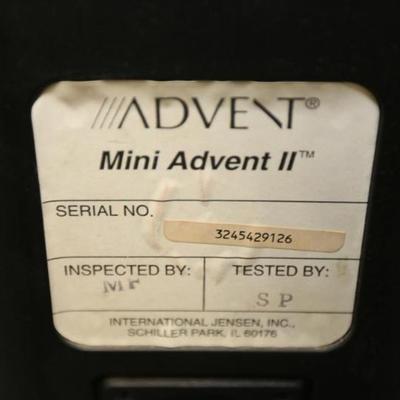 ADVENT®
Mini Advent II™
SERIAL NO.
3245429126
INSPECTED BY: TESTED BY:
MP SP
INTERNATIONAL JENSEN, INC.,
SCHILLER PARK, IL 60176